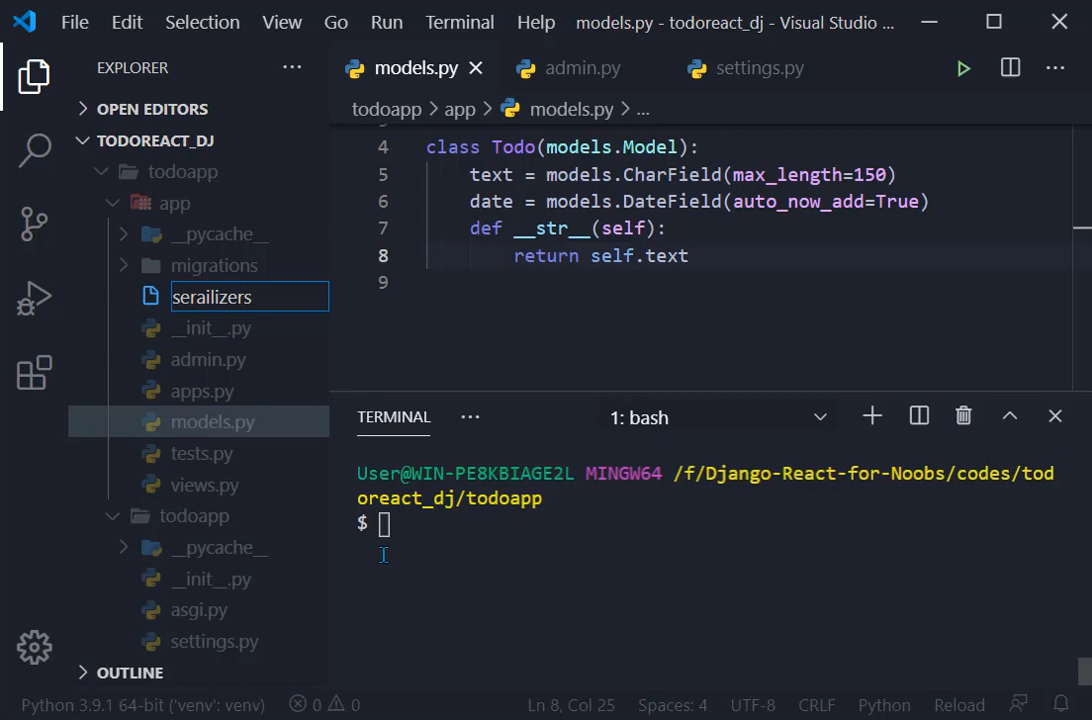 File Edit Selection View Go Run Terminal Help models.py - todoreact_dj - Visual Studio ...
EXPLORER ...
models.py admin.py settings.py ...
OPEN EDITORS
todoapp > app > models.py > ...
TODOREACT_DJ
todoapp
app
__pycache__
migrations
serailizers
__init__.py
admin.py
apps.py
models.py
tests.py
views.py
todoapp
__pycache__
__init__.py
asgi.py
settings.py
OUTLINE
4 class Todo(models.Model):
5 text = models.CharField(max_length=150)
6 date = models.DateField(auto_now_add=True)
7 def __str__(self):
8 return self.text
9
TERMINAL ... 1: bash
User@WIN-PE8KBIAGE2L MINGW64 /f/Django-React-for-Noobs/codes/tod
oreact_dj/todoapp
$
Python 3.9.1 64-bit ('venv': venv) 0 0 Ln 8, Col 25 Spaces: 4 UTF-8 CRLF Python Reload